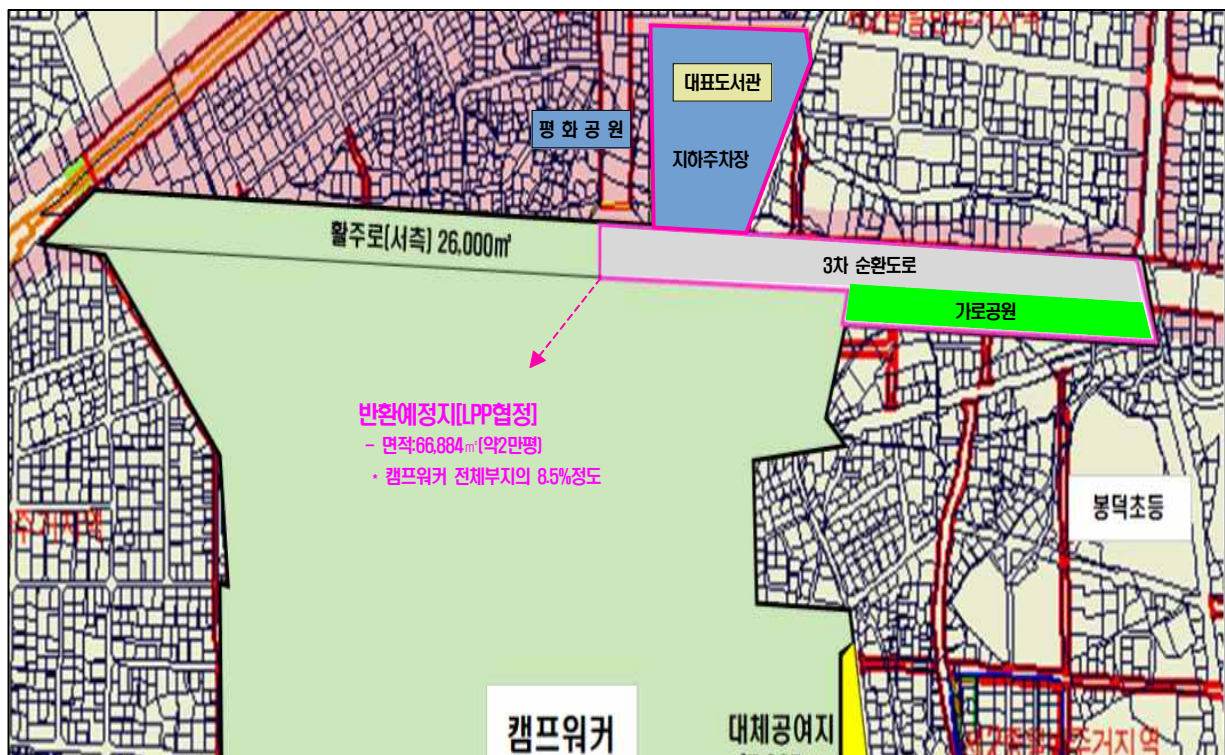 대표도서관
평 화 공 원
지하주차장
활주로(서측) 26,000㎡
3차 순환도로
가로공원
반환예정지[LPP협정]
- 면적:66,884㎡(약2만평)
* 캠프워커 전체부지의 8.5%정도
봉덕초등
캠프워커
대체공여지